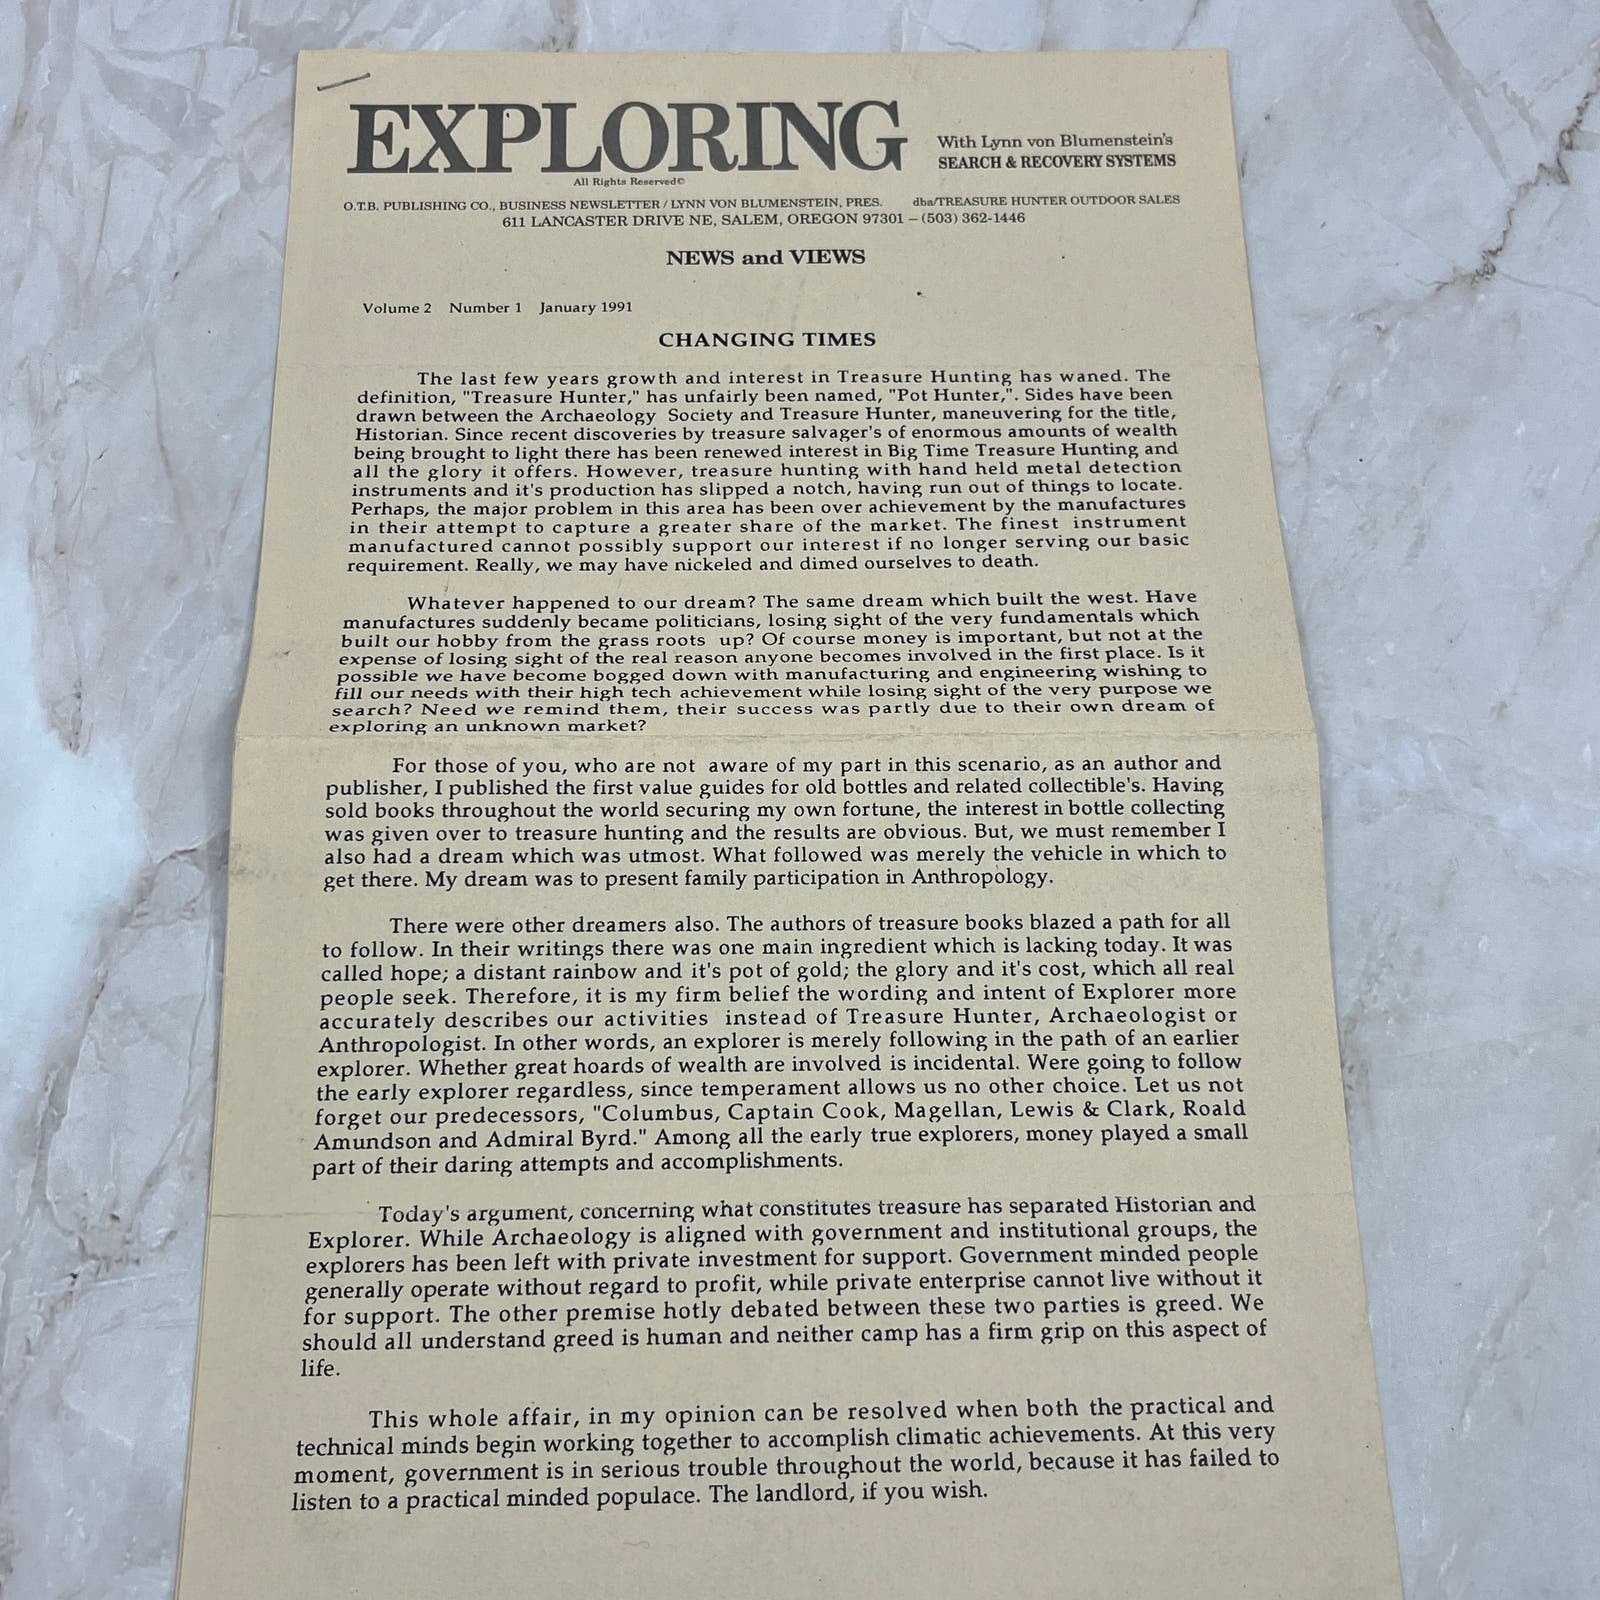 EXPLORING
With Lynn von Blumenstein's
SEARCH & RECOVERY SYSTEMS
All Rights Reserved©
O.T.B. PUBLISHING CO., BUSINESS NEWSLETTER / LYNN VON BLUMENSTEIN, PRES. dba/TREASURE HUNTER OUTDOOR SALES
611 LANCASTER DRIVE NE, SALEM, OREGON 97301 – (503) 362-1446
NEWS and VIEWS
Volume 2 Number 1 January 1991
CHANGING TIMES
The last few years growth and interest in Treasure Hunting has waned. The
definition, "Treasure Hunter," has unfairly been named, "Pot Hunter,". Sides have been
drawn between the Archaeology Society and Treasure Hunter, maneuvering for the title,
Historian. Since recent discoveries by treasure salvager's of enormous amounts of wealth
being brought to light there has been renewed interest in Big Time Treasure Hunting and
all the glory it offers. However, treasure hunting with hand held metal detection
instruments and it's production has slipped a notch, having run out of things to locate.
Perhaps, the major problem in this area has been over achievement by the manufactures
in their attempt to capture a greater share of the market. The finest instrument
manufactured cannot possibly support our interest if no longer serving our basic
requirement. Really, we may have nickeled and dimed ourselves to death.
Whatever happened to our dream? The same dream which built the west. Have
manufactures suddenly became politicians, losing sight of the very fundamentals which
built our hobby from the grass roots up? Of course money is important, but not at the
expense of losing sight of the real reason anyone becomes involved in the first place. Is it
possible we have become bogged down with manufacturing and engineering wishing to
fill our needs with their high tech achievement while losing sight of the very purpose we
search? Need we remind them, their success was partly due to their own dream of
exploring an unknown market?
For those of you, who are not aware of my part in this scenario, as an author and
publisher, I published the first value guides for old bottles and related collectible's. Having
sold books throughout the world securing my own fortune, the interest in bottle collecting
was given over to treasure hunting and the results are obvious. But, we must remember I
also had a dream which was utmost. What followed was merely the vehicle in which to
get there. My dream was to present family participation in Anthropology.
There were other dreamers also. The authors of treasure books blazed a path for all
to follow. In their writings there was one main ingredient which is lacking today. It was
called hope; a distant rainbow and it's pot of gold; the glory and it's cost, which all real
people seek. Therefore, it is my firm belief the wording and intent of Explorer more
accurately describes our activities instead of Treasure Hunter, Archaeologist or
Anthropologist. In other words, an explorer is merely following in the path of an earlier
explorer. Whether great hoards of wealth are involved is incidental. Were going to follow
the early explorer regardless, since temperament allows us no other choice. Let us not
forget our predecessors, "Columbus, Captain Cook, Magellan, Lewis & Clark, Roald
Amundson and Admiral Byrd." Among all the early true explorers, money played a small
part of their daring attempts and accomplishments.
Today's argument, concerning what constitutes treasure has separated Historian and
Explorer. While Archaeology is aligned with government and institutional groups, the
explorers has been left with private investment for support. Government minded people
generally operate without regard to profit, while private enterprise cannot live without it
for support. The other premise hotly debated between these two parties is greed. We
should all understand greed is human and neither camp has a firm grip on this aspect of
life.
This whole affair, in my opinion can be resolved when both the practical and
technical minds begin working together to accomplish climatic achievements. At this very
moment, government is in serious trouble throughout the world, because it has failed to
listen to a practical minded populace. The landlord, if you wish.